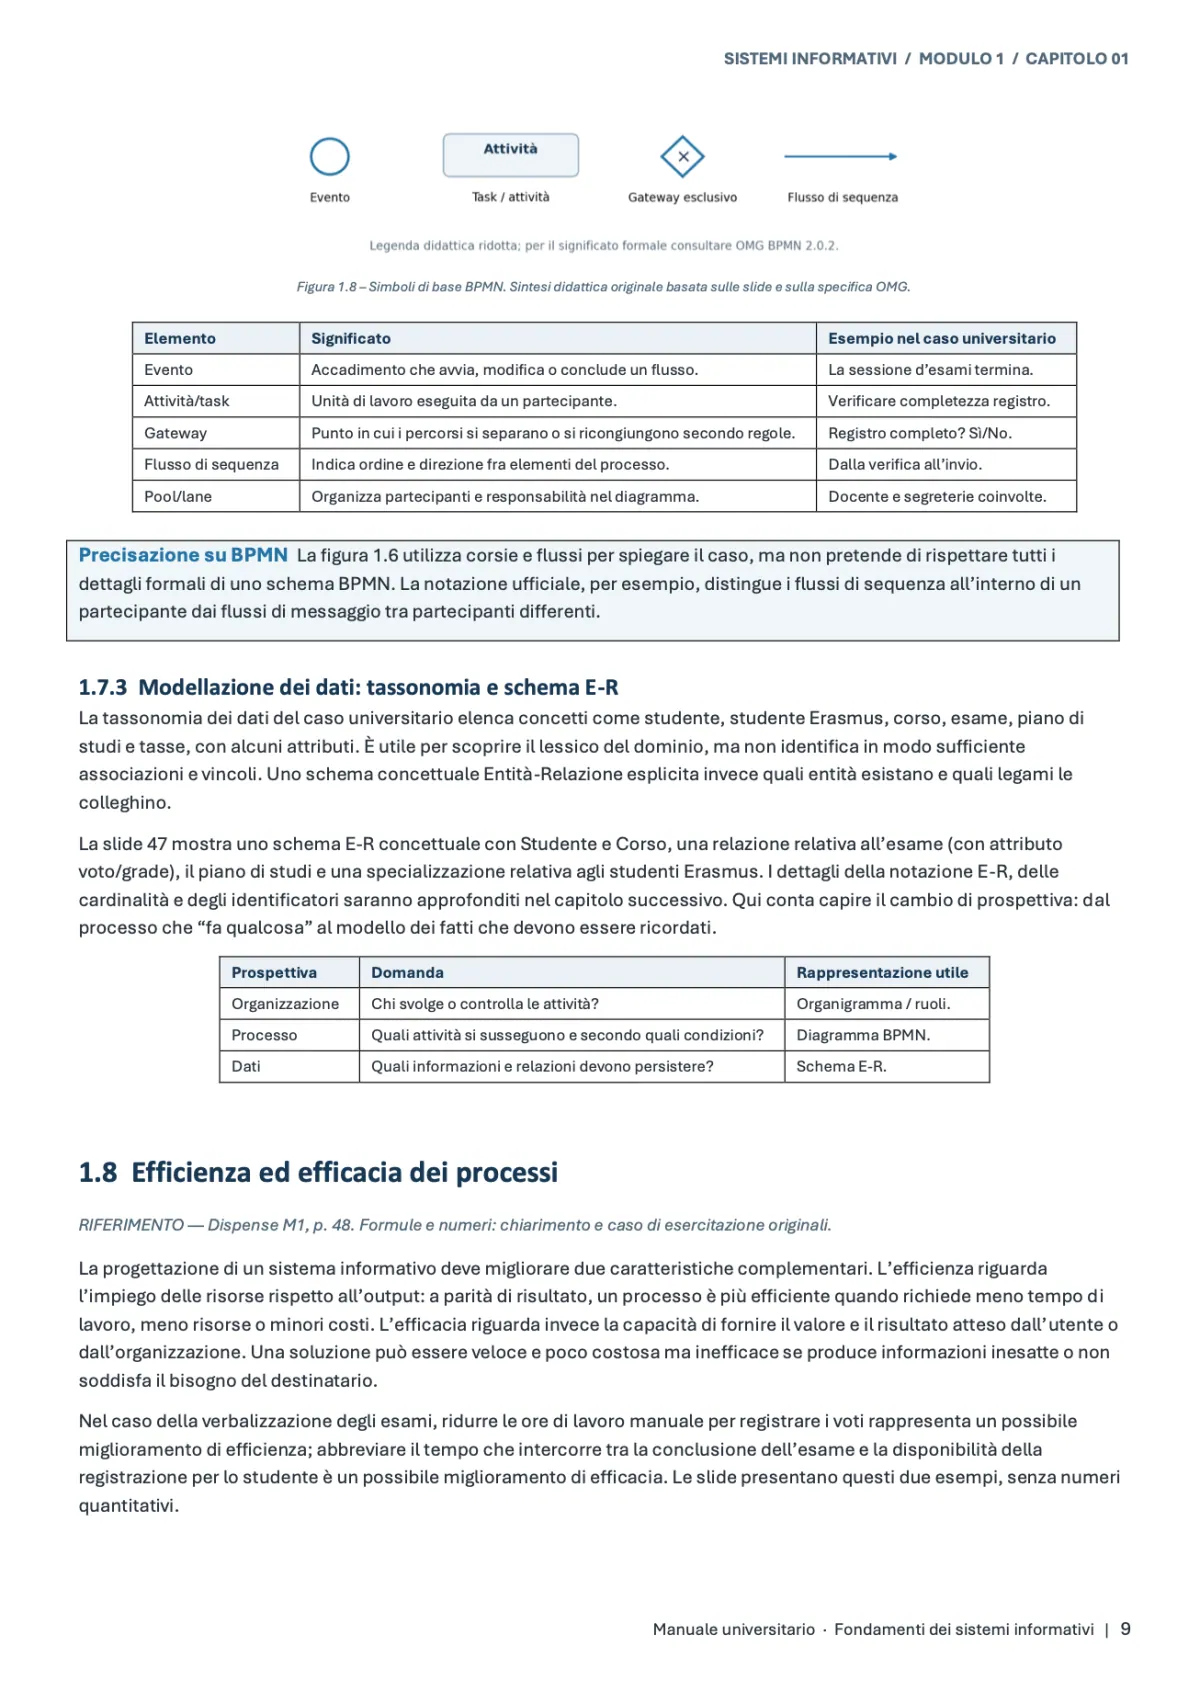 SISTEMI INFORMATIVI / MODULO 1 / CAPITOLO 01
Attività
Evento
Task / attività
Gateway esclusivo
Flusso di sequenza
Legenda didattica ridotta; per il significato formale consultare OMG BPMN 2.0.2.
Figura 1.8 – Simboli di base BPMN. Sintesi didattica originale basata sulle slide e sulla specifica OMG.
Elemento Significato Esempio nel caso universitario
Evento Accadimento che avvia, modifica o conclude un flusso. La sessione d’esami termina.
Attività/task Unità di lavoro eseguita da un partecipante. Verificare completezza registro.
Gateway Punto in cui i percorsi si separano o si ricongiungono secondo regole. Registro completo? Sì/No.
Flusso di sequenza Indica ordine e direzione fra elementi del processo. Dalla verifica all’invio.
Pool/lane Organizza partecipanti e responsabilità nel diagramma. Docente e segreterie coinvolte.
Precisazione su BPMN La figura 1.6 utilizza corsie e flussi per spiegare il caso, ma non pretende di rispettare tutti i
dettagli formali di uno schema BPMN. La notazione ufficiale, per esempio, distingue i flussi di sequenza all’interno di un
partecipante dai flussi di messaggio tra partecipanti differenti.
1.7.3 Modellazione dei dati: tassonomia e schema E-R
La tassonomia dei dati del caso universitario elenca concetti come studente, studente Erasmus, corso, esame, piano di
studi e tasse, con alcuni attributi. È utile per scoprire il lessico del dominio, ma non identifica in modo sufficiente
associazioni e vincoli. Uno schema concettuale Entità-Relazione esplicita invece quali entità esistano e quali legami le
colleghino.
La slide 47 mostra uno schema E-R concettuale con Studente e Corso, una relazione relativa all’esame (con attributo
voto/grade), il piano di studi e una specializzazione relativa agli studenti Erasmus. I dettagli della notazione E-R, delle
cardinalità e degli identificatori saranno approfonditi nel capitolo successivo. Qui conta capire il cambio di prospettiva: dal
processo che “fa qualcosa” al modello dei fatti che devono essere ricordati.
Prospettiva Domanda Rappresentazione utile
Organizzazione Chi svolge o controlla le attività? Organigramma / ruoli.
Processo Quali attività si susseguono e secondo quali condizioni? Diagramma BPMN.
Dati Quali informazioni e relazioni devono persistere? Schema E-R.
1.8 Efficienza ed efficacia dei processi
RIFERIMENTO — Dispense M1, p. 48. Formule e numeri: chiarimento e caso di esercitazione originali.
La progettazione di un sistema informativo deve migliorare due caratteristiche complementari. L’efficienza riguarda
l’impiego delle risorse rispetto all’output: a parità di risultato, un processo è più efficiente quando richiede meno tempo di
lavoro, meno risorse o minori costi. L’efficacia riguarda invece la capacità di fornire il valore e il risultato atteso dall’utente o
dall’organizzazione. Una soluzione può essere veloce e poco costosa ma inefficace se produce informazioni inesatte o non
soddisfa il bisogno del destinatario.
Nel caso della verbalizzazione degli esami, ridurre le ore di lavoro manuale per registrare i voti rappresenta un possibile
miglioramento di efficienza; abbreviare il tempo che intercorre tra la conclusione dell’esame e la disponibilità della
registrazione per lo studente è un possibile miglioramento di efficacia. Le slide presentano questi due esempi, senza numeri
quantitativi.
Manuale universitario · Fondamenti dei sistemi informativi | 9